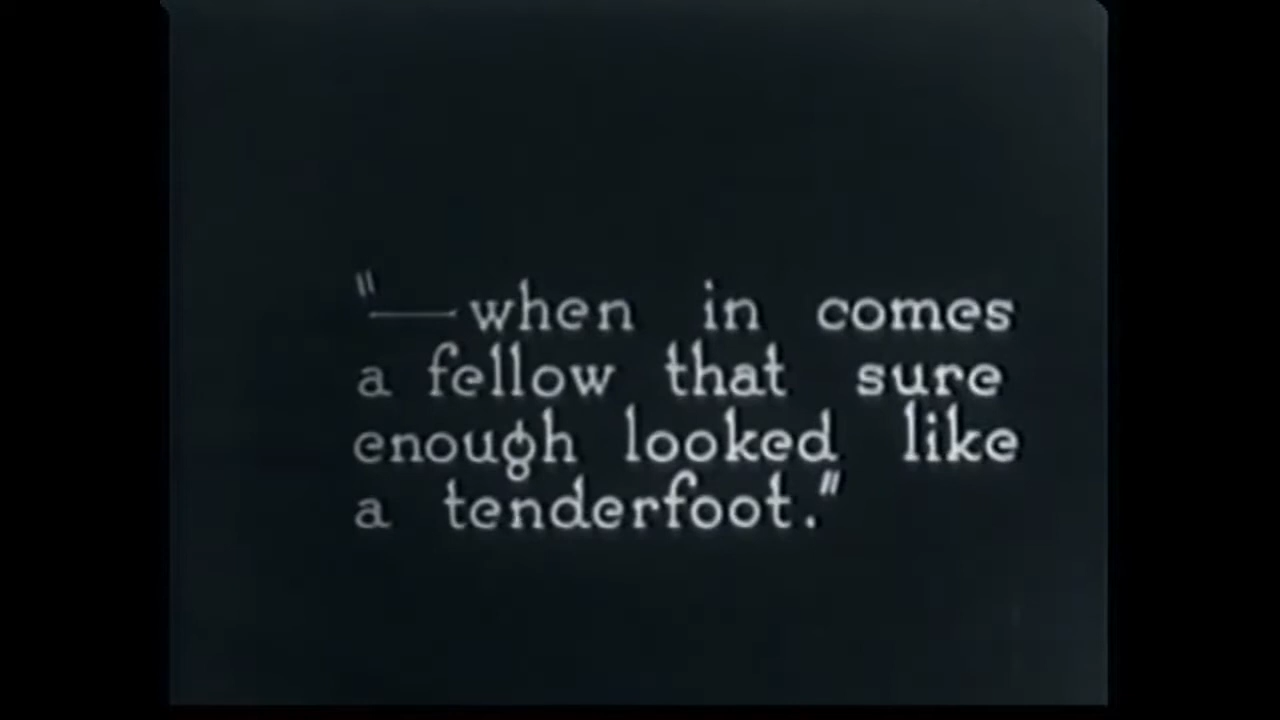 "—when in comes
a fellow that sure
enough looked like
a tenderfoot."